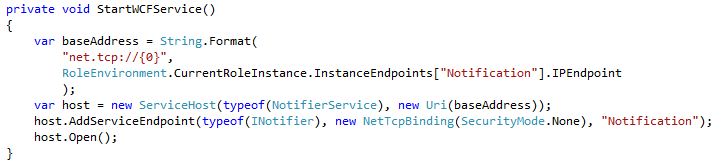 private void StartWCFService()
{
    var baseAddress = String.Format(
        "net.tcp://{0}",
        RoleEnvironment.CurrentRoleInstance.InstanceEndpoints["Notification"].IPEndpoint
        );
    var host = new ServiceHost(typeof(NotifierService), new Uri(baseAddress));
    host.AddServiceEndpoint(typeof(INotifier), new NetTcpBinding(SecurityMode.None), "Notification");
    host.Open();
}